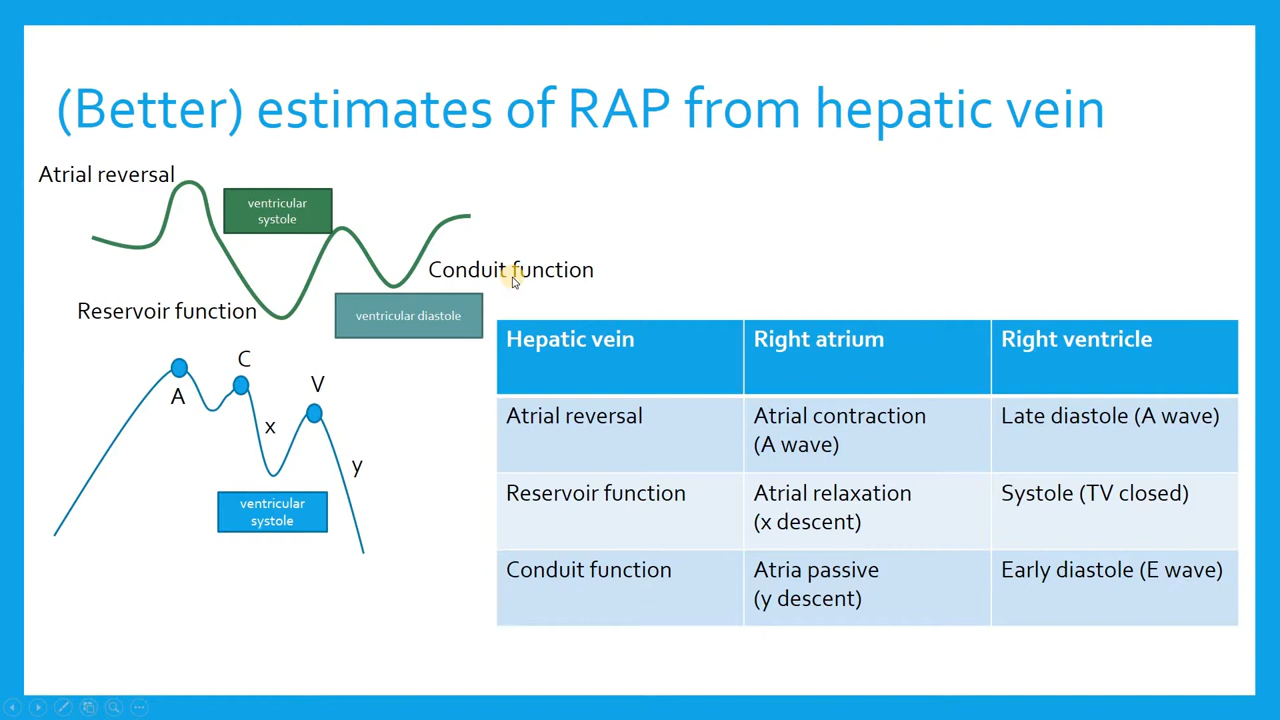 (Better) estimates of RAP from hepatic vein
Atrial reversal
ventricular
systole
Conduit function
Reservoir function
ventricular diastole
C
V
A
x
y
ventricular
systole
Hepatic vein Right atrium Right ventricle
Atrial reversal Atrial contraction Late diastole (A wave)
(A wave)
Reservoir function Atrial relaxation Systole (TV closed)
(x descent)
Conduit function Atria passive Early diastole (E wave)
(y descent)